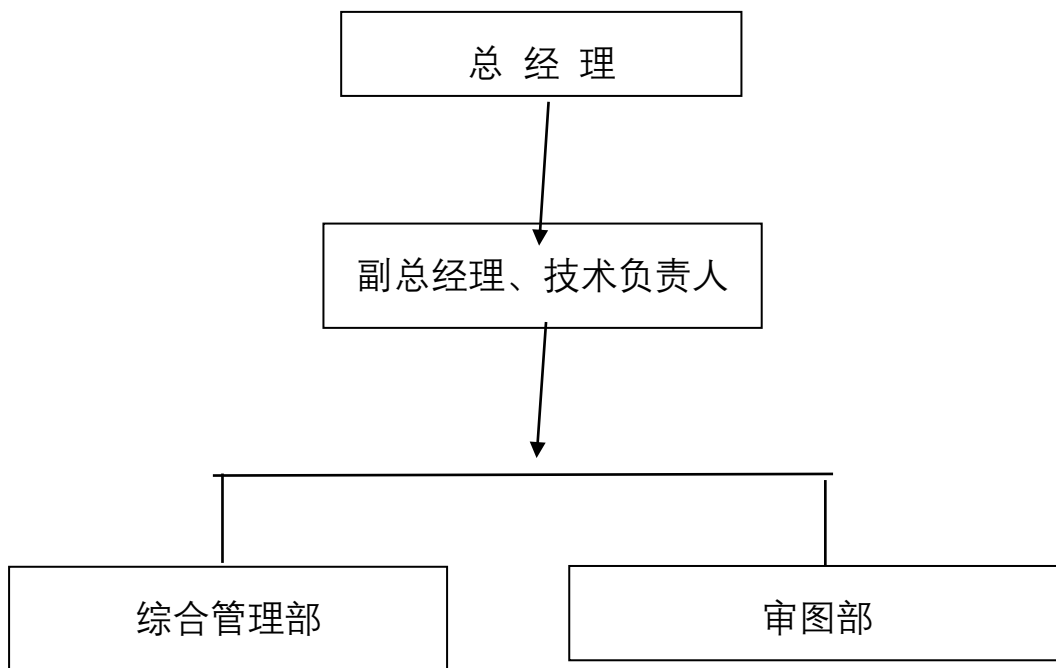 总 经 理
副总经理、技术负责人
综合管理部
审图部